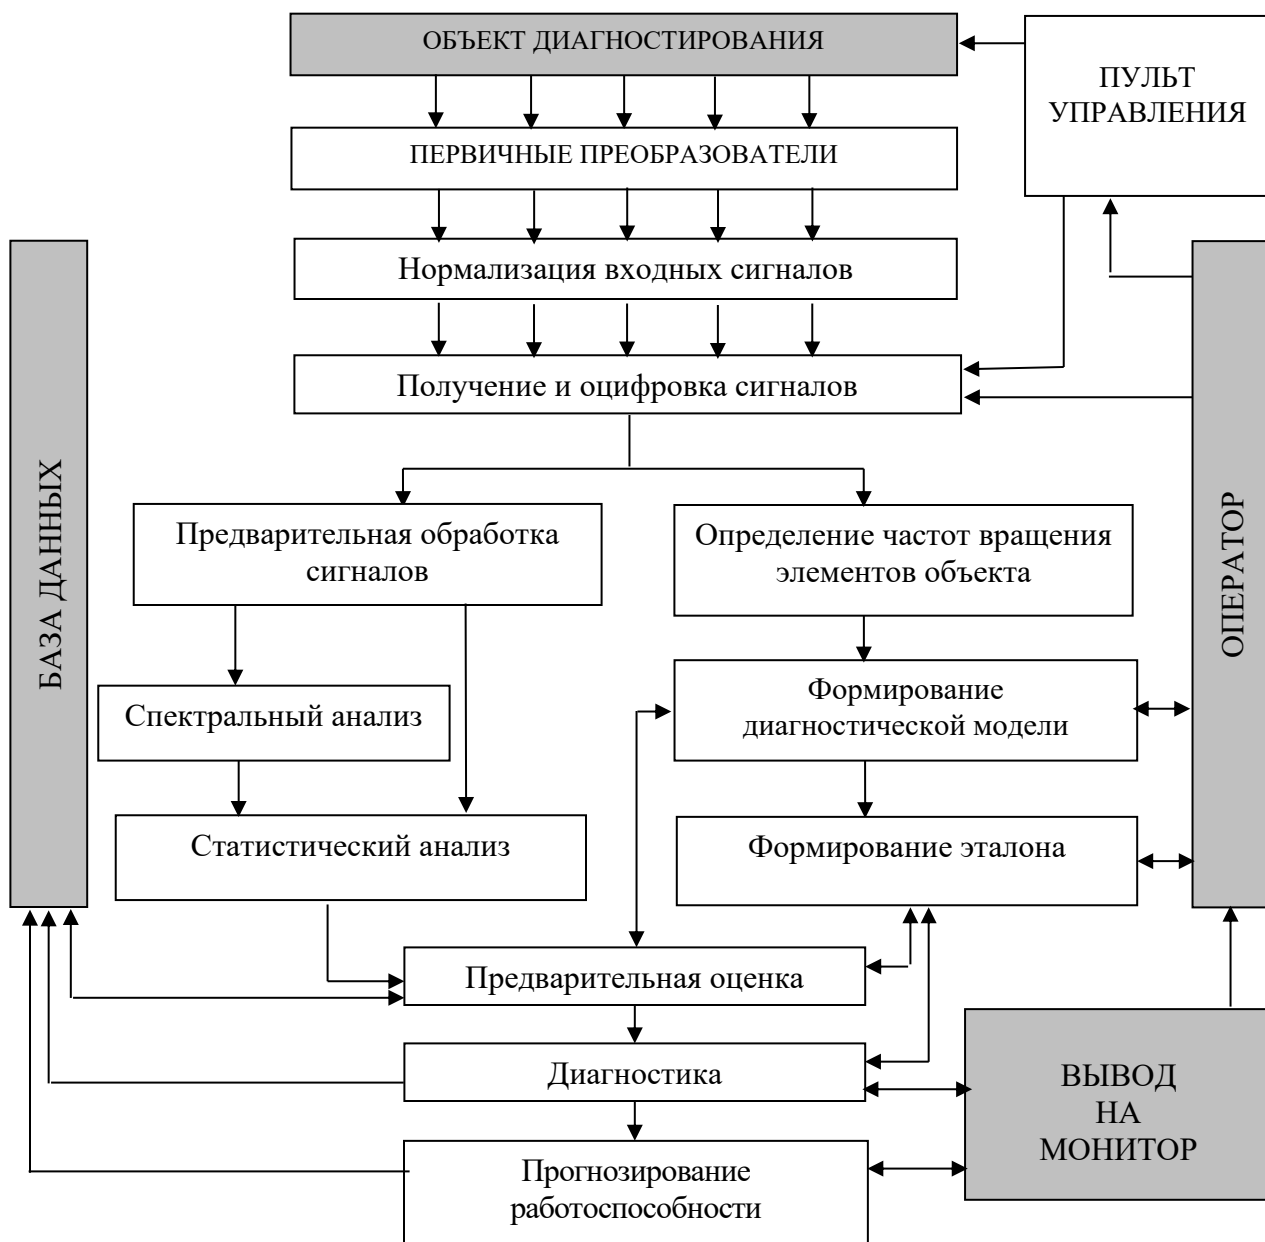 ОБЪЕКТ ДИАГНОСТИРОВАНИЯ
ПУЛЬТ
УПРАВЛЕНИЯ
ПЕРВИЧНЫЕ ПРЕОБРАЗОВАТЕЛИ
Нормализация входных сигналов
Получение и оцифровка сигналов
БАЗА ДАННЫХ
ОПЕРАТОР
Предварительная обработка
сигналов
Определение частот вращения
элементов объекта
Спектральный анализ
Формирование
диагностической модели
Статистический анализ
Формирование эталона
Предварительная оценка
Диагностика
ВЫВОД
НА
МОНИТОР
Прогнозирование
работоспособности